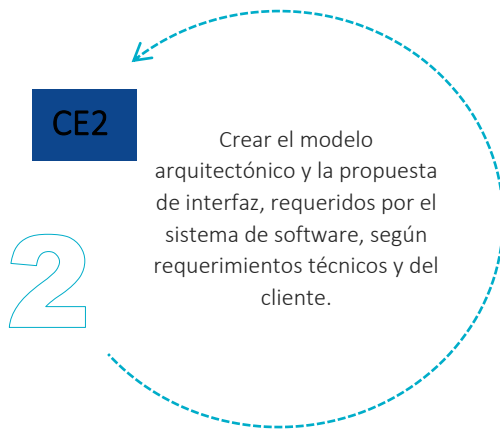 CE2
2
Crear el modelo
arquitectónico y la propuesta
de interfaz, requeridos por el
sistema de software, según
requerimientos técnicos y del
cliente.